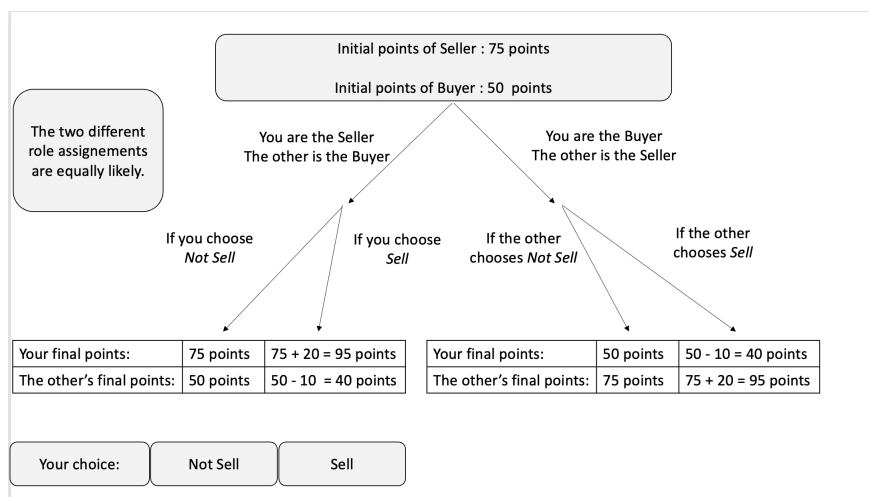 Initial points of Seller : 75 points
Initial points of Buyer : 50 points
The two different
role assignements
are equally likely.
You are the Seller
The other is the Buyer
You are the Buyer
The other is the Seller
If you choose
Not Sell
If you choose
Sell
If the other
chooses Not Sell
If the other
chooses Sell
Your final points: 75 points 75 + 20 = 95 points
The other’s final points: 50 points 50 - 10 = 40 points
Your final points: 50 points 50 - 10 = 40 points
The other’s final points: 75 points 75 + 20 = 95 points
Your choice: Not Sell Sell